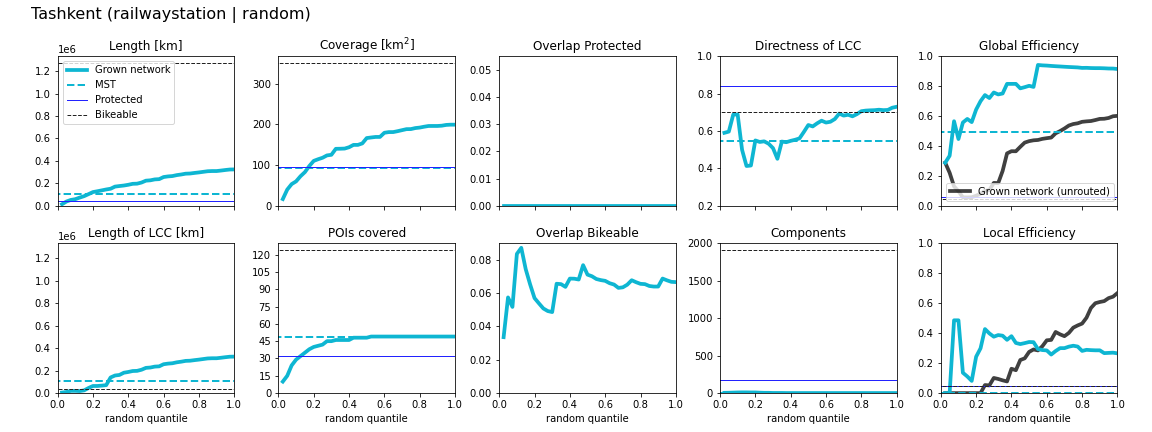 Tashkent (railwaystation | random)
Length [km]
1e6
1.2
1.0
0.8
0.6
0.4
0.2
0.0
Grown network
MST
Protected
Bikeable
Coverage [km²]
300
200
100
0
Overlap Protected
0.05
0.04
0.03
0.02
0.01
0.00
Directness of LCC
1.0
0.8
0.6
0.4
0.2
Global Efficiency
1.0
0.8
0.6
0.4
0.2
0.0
Grown network (unrouted)
Length of LCC [km]
1e6
1.2
1.0
0.8
0.6
0.4
0.2
0.0
0.0 0.2 0.4 0.6 0.8 1.0
random quantile
POIs covered
120
105
90
75
60
45
30
15
0
0.0 0.2 0.4 0.6 0.8 1.0
random quantile
Overlap Bikeable
0.08
0.06
0.04
0.02
0.00
0.0 0.2 0.4 0.6 0.8 1.0
random quantile
Components
2000
1500
1000
500
0
0.0 0.2 0.4 0.6 0.8 1.0
random quantile
Local Efficiency
1.0
0.8
0.6
0.4
0.2
0.0
0.0 0.2 0.4 0.6 0.8 1.0
random quantile